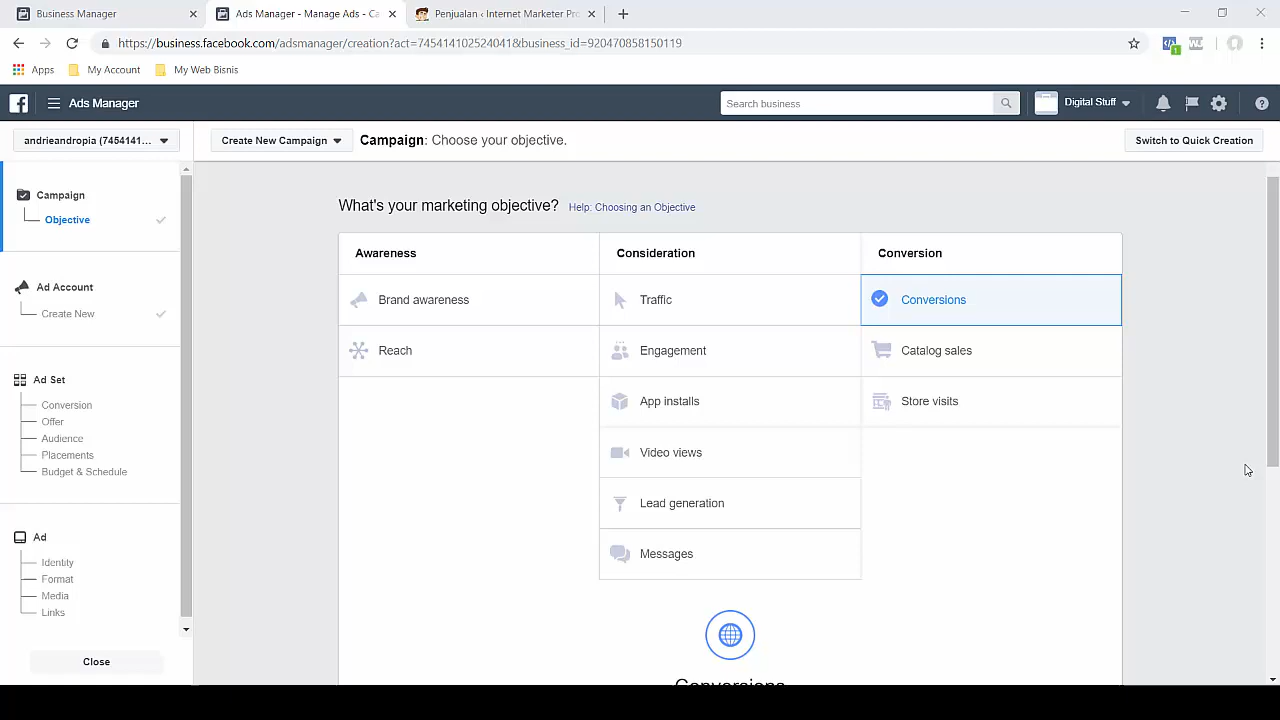 Business Manager
Ads Manager - Manage Ads - Ca
Penjualan ‹ Internet Marketer Pro
https://business.facebook.com/adsmanager/creation?act=745414102524041&business_id=920470858150119
Apps
My Account
My Web Bisnis
Ads Manager
Search business
Digital Stuff
andrieandropia (7454141...
Create New Campaign
Campaign: Choose your objective.
Switch to Quick Creation
Campaign
Objective
Ad Account
Create New
Ad Set
Conversion
Offer
Audience
Placements
Budget & Schedule
Ad
Identity
Format
Media
Links
Close
What's your marketing objective?
Help: Choosing an Objective
Awareness
Consideration
Conversion
Brand awareness
Traffic
Conversions
Reach
Engagement
Catalog sales
App installs
Store visits
Video views
Lead generation
Messages
Conversions